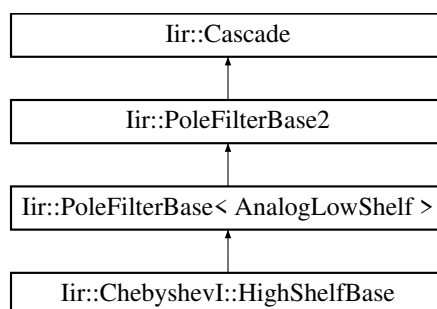 Iir::Cascade
Iir::PoleFilterBase2
Iir::PoleFilterBase< AnalogLowShelf >
Iir::ChebyshevI::HighShelfBase